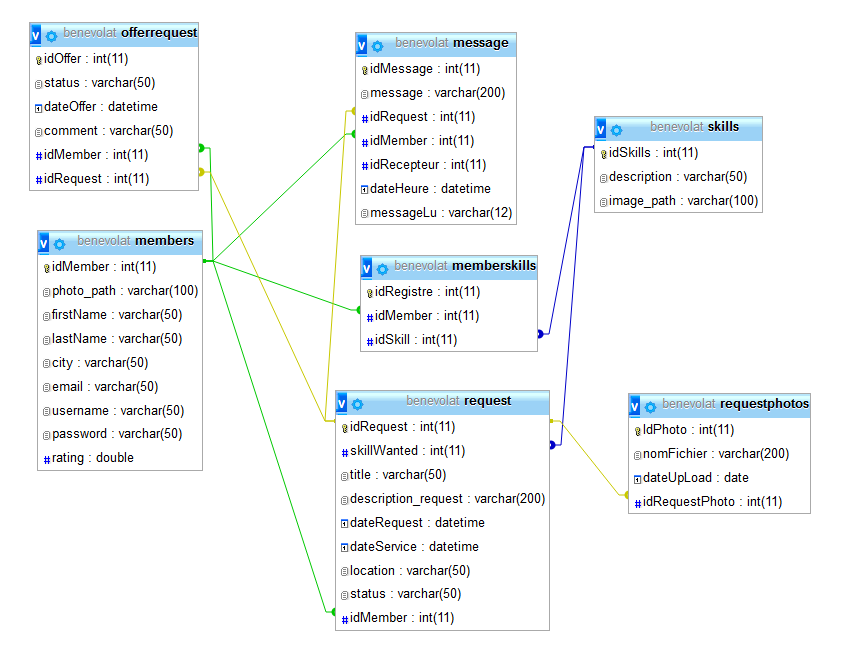 v benevolat offerrequest
idOffer : int(11)
status : varchar(50)
dateOffer : datetime
comment : varchar(50)
# idMember : int(11)
# idRequest : int(11)
v benevolat members
idMember : int(11)
photo_path : varchar(100)
firstName : varchar(50)
lastName : varchar(50)
city : varchar(50)
email : varchar(50)
username : varchar(50)
password : varchar(50)
# rating : double
v benevolat message
idMessage : int(11)
message : varchar(200)
# idRequest : int(11)
# idMember : int(11)
# idRecepteur : int(11)
dateHeure : datetime
messageLu : varchar(12)
v benevolat memberskills
idRegistre : int(11)
# idMember : int(11)
# idSkill : int(11)
v benevolat request
idRequest : int(11)
# skillWanted : int(11)
title : varchar(50)
description_request : varchar(200)
dateRequest : datetime
dateService : datetime
location : varchar(50)
status : varchar(50)
# idMember : int(11)
v benevolat skills
idSkills : int(11)
description : varchar(50)
image_path : varchar(100)
v benevolat requestphotos
IdPhoto : int(11)
nomFichier : varchar(200)
dateUpLoad : date
# idRequestPhoto : int(11)